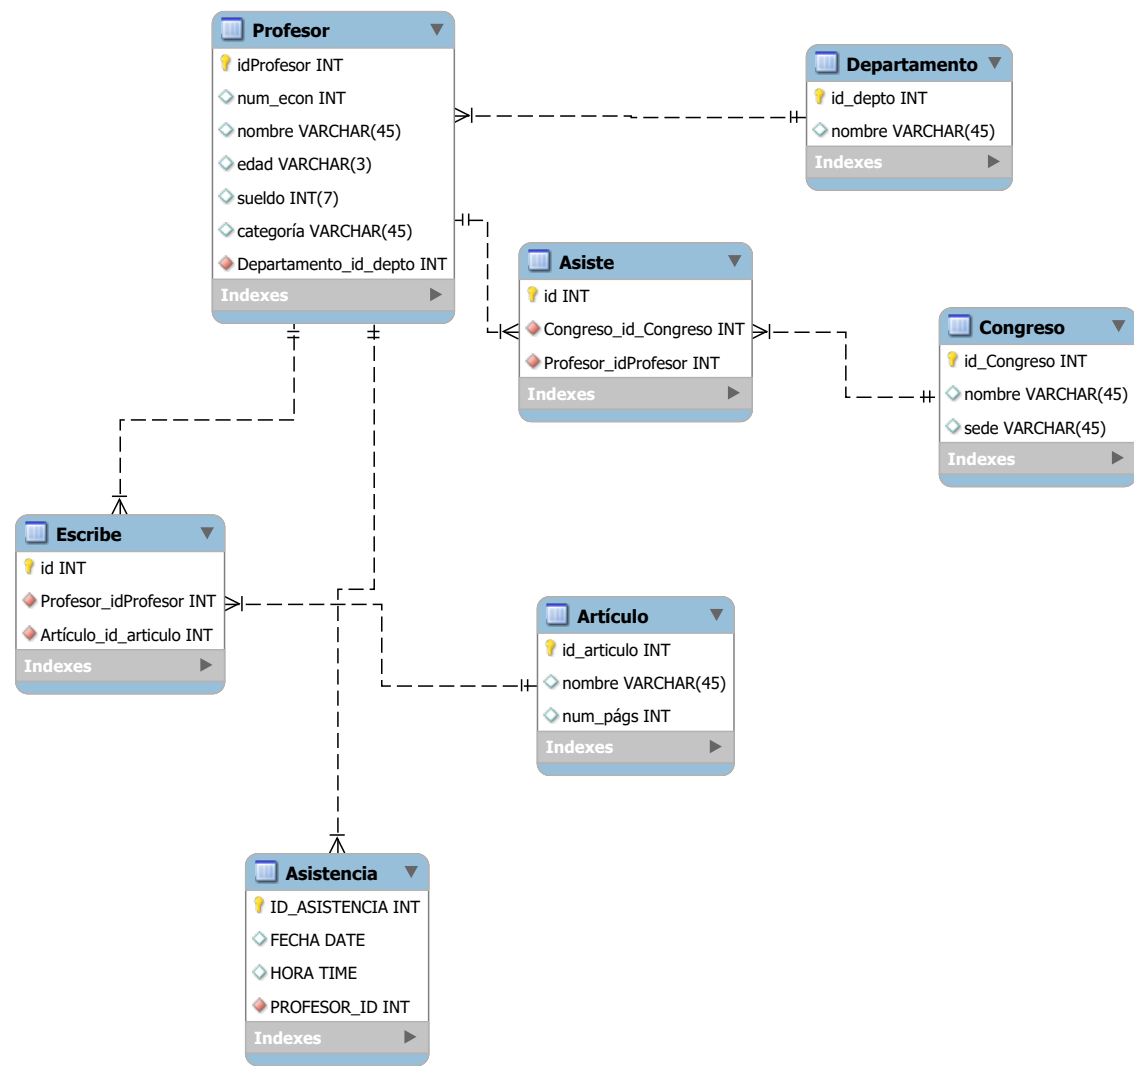 Profesor
idProfesor INT
num_econ INT
nombre VARCHAR(45)
edad VARCHAR(3)
sueldo INT(7)
categoría VARCHAR(45)
Departamento_id_depto INT
Indexes
Departamento
id_depto INT
nombre VARCHAR(45)
Indexes
Asiste
id INT
Congreso_id_Congreso INT
Profesor_idProfesor INT
Indexes
Congreso
id_Congreso INT
nombre VARCHAR(45)
sede VARCHAR(45)
Indexes
Escribe
id INT
Profesor_idProfesor INT
Artículo_id_articulo INT
Indexes
Artículo
id_articulo INT
nombre VARCHAR(45)
num_págs INT
Indexes
Asistencia
ID_ASISTENCIA INT
FECHA DATE
HORA TIME
PROFESOR_ID INT
Indexes